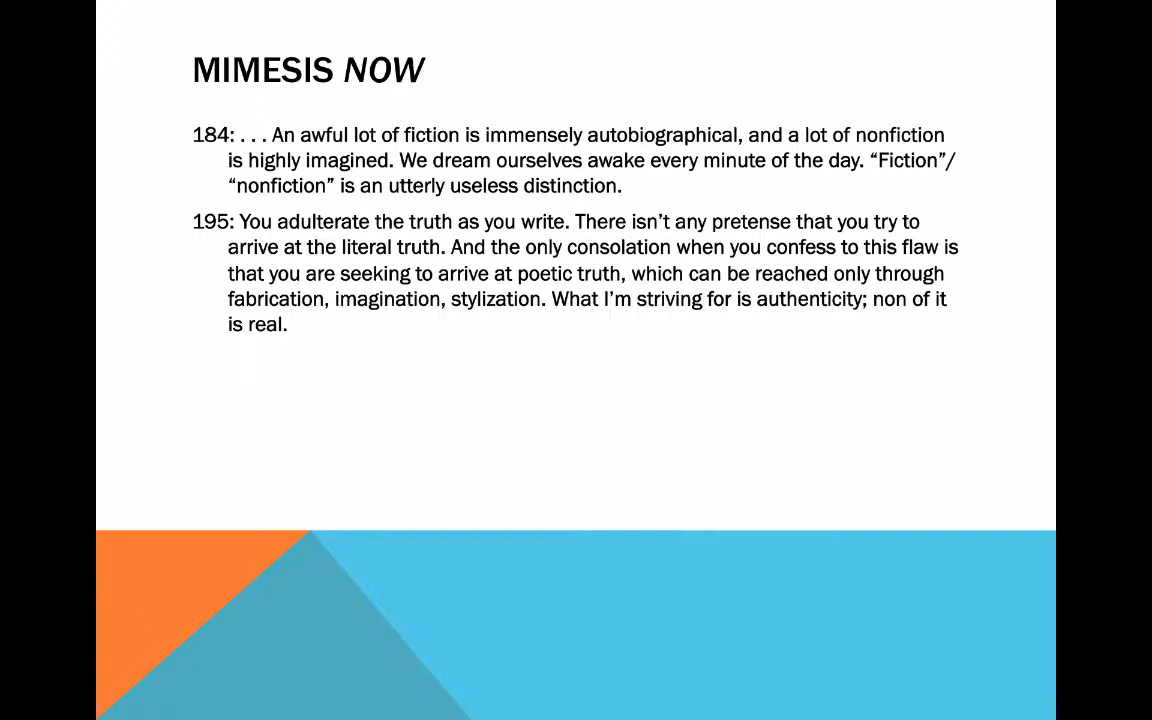 MIMESIS NOW
184: . . . An awful lot of fiction is immensely autobiographical, and a lot of nonfiction
is highly imagined. We dream ourselves awake every minute of the day. “Fiction”/
“nonfiction” is an utterly useless distinction.
195: You adulterate the truth as you write. There isn’t any pretense that you try to
arrive at the literal truth. And the only consolation when you confess to this flaw is
that you are seeking to arrive at poetic truth, which can be reached only through
fabrication, imagination, stylization. What I’m striving for is authenticity; non of it
is real.